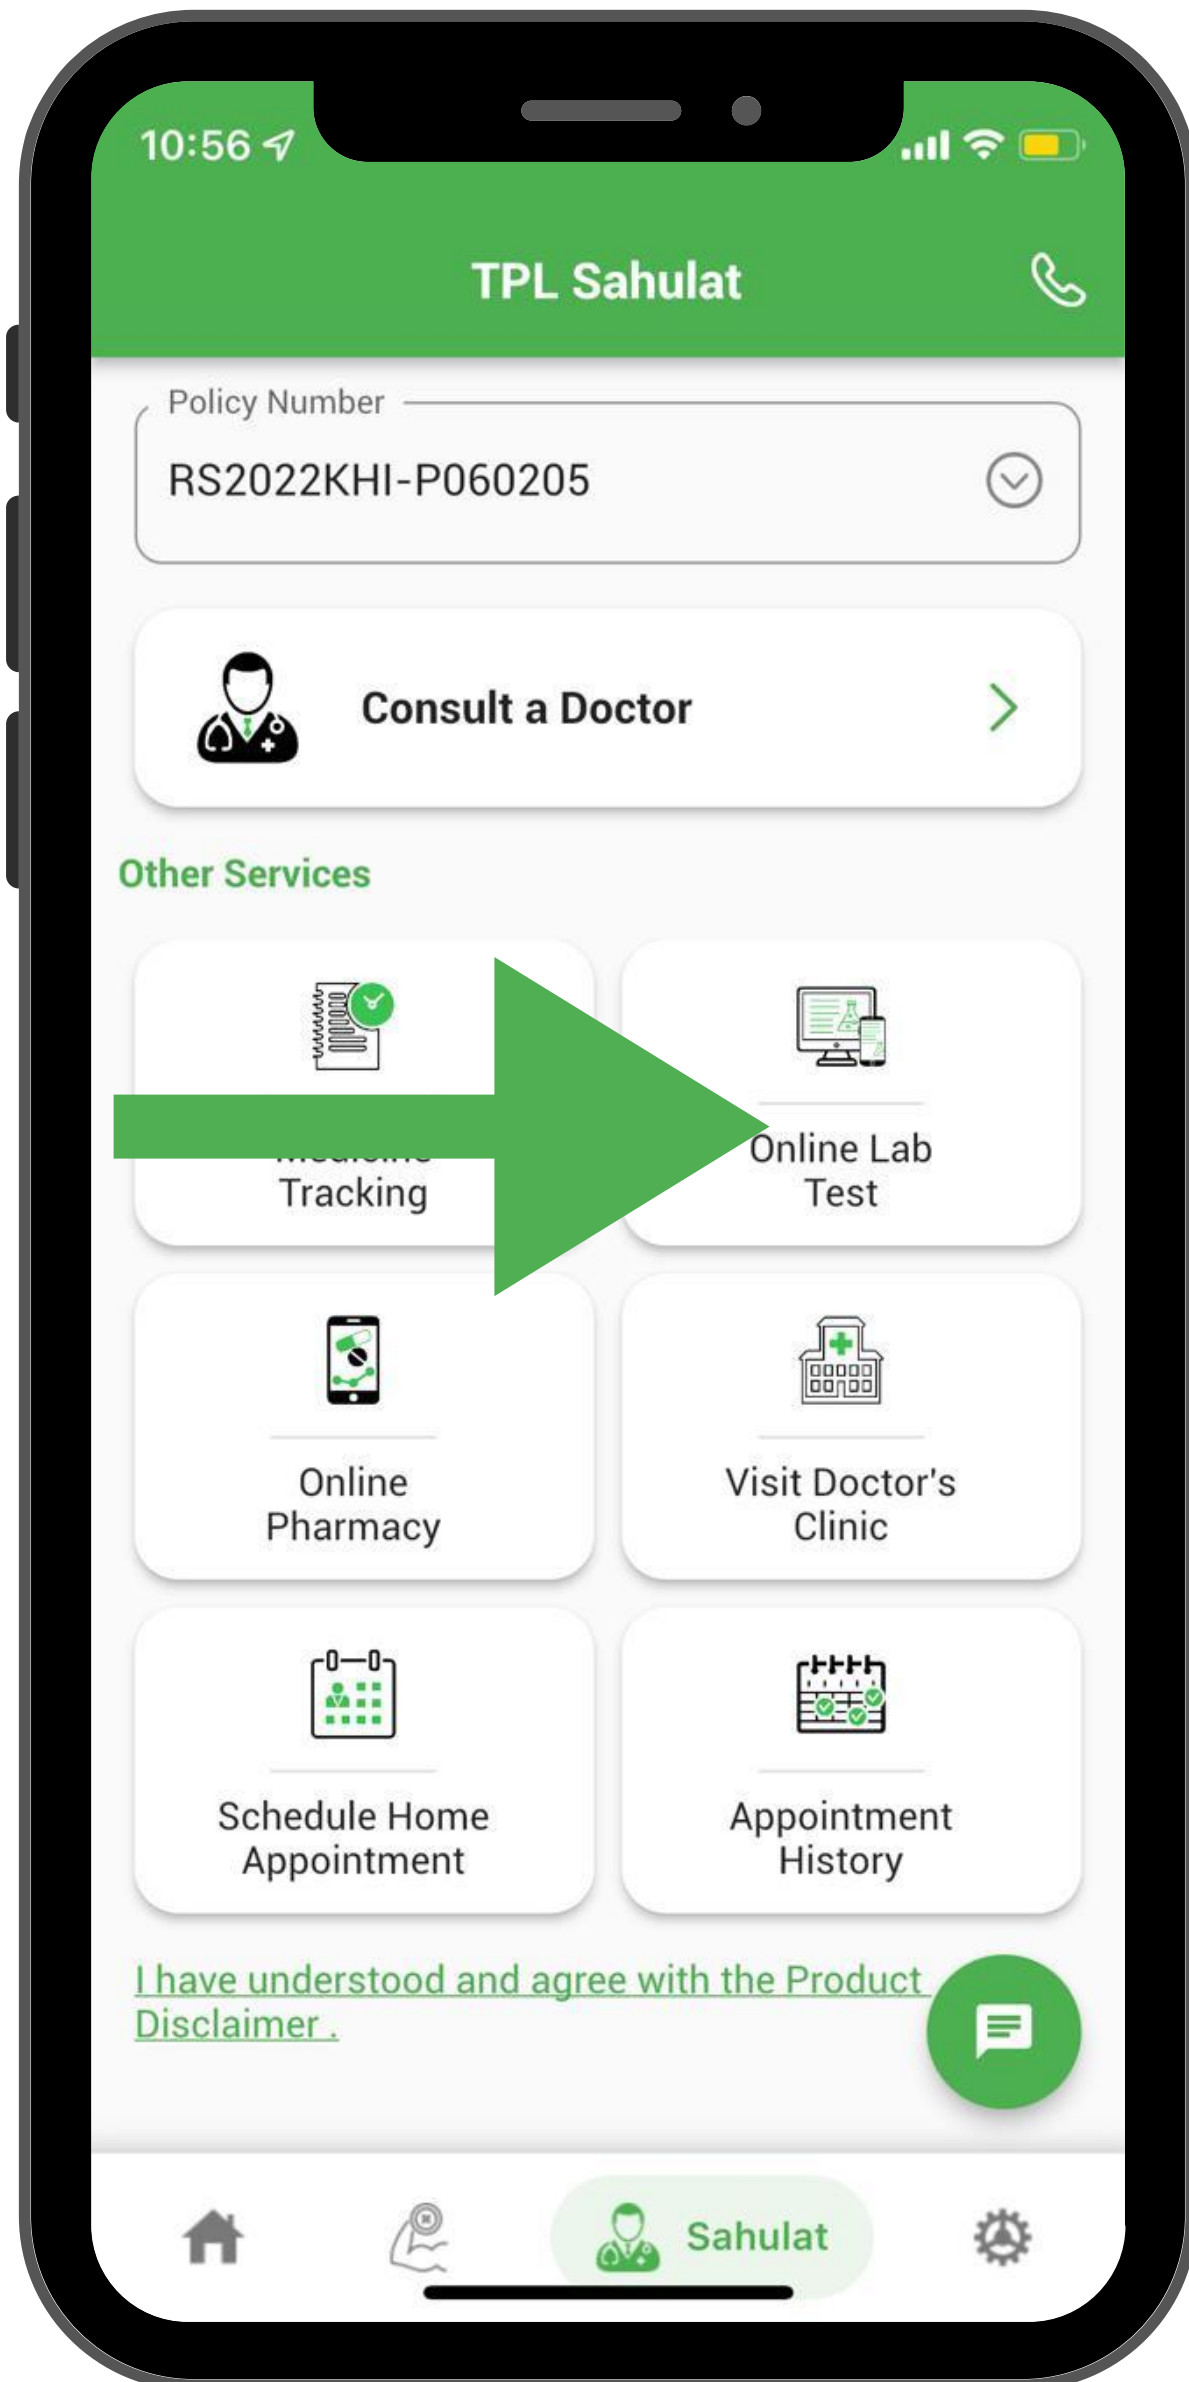 10:56
TPL Sahulat
Policy Number
RS2022KHI-P060205
Consult a Doctor
Other Services
Tracking
Online Lab
Test
Online
Pharmacy
Visit Doctor's
Clinic
Schedule Home
Appointment
Appointment
History
I have understood and agree with the Product
Disclaimer .
Sahulat